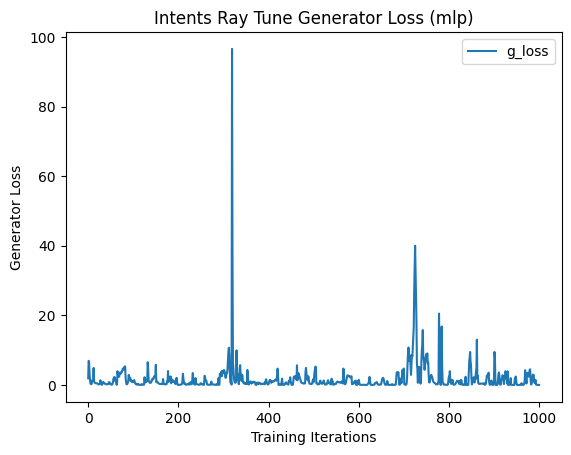 Intents Ray Tune Generator Loss (mlp)
g_loss
Generator Loss
100
80
60
40
20
0
0 200 400 600 800 1000
Training Iterations